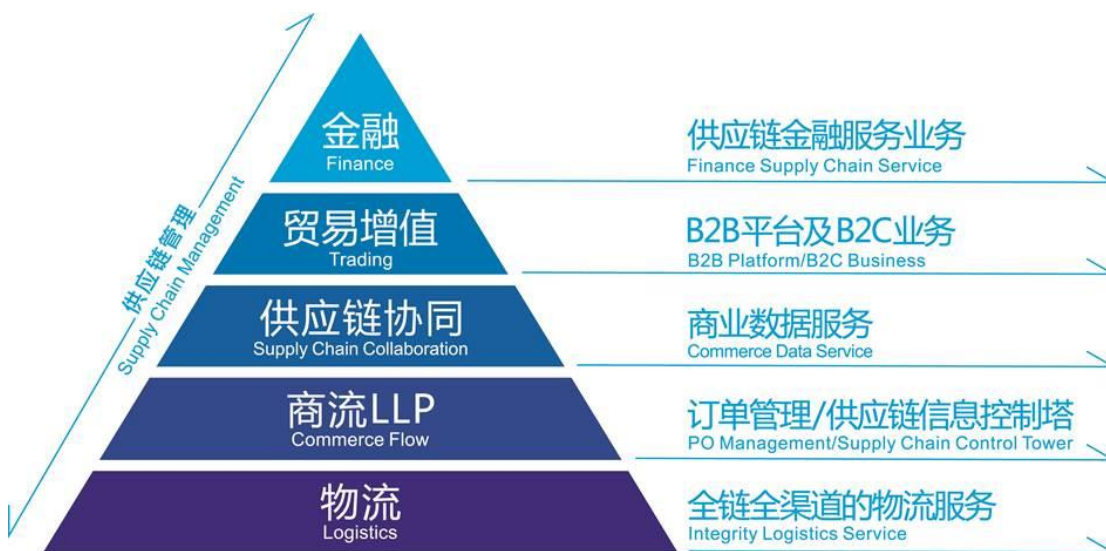 供应链管理
Supply Chain Management
金融
Finance
供应链金融服务业务
Finance Supply Chain Service
贸易增值
Trading
B2B平台及B2C业务
B2B Platform/B2C Business
供应链协同
Supply Chain Collaboration
商业数据服务
Commerce Data Service
商流LLP
Commerce Flow
订单管理/供应链信息控制塔
PO Management/Supply Chain Control Tower
物流
Logistics
全链全渠道的物流服务
Integrity Logistics Service